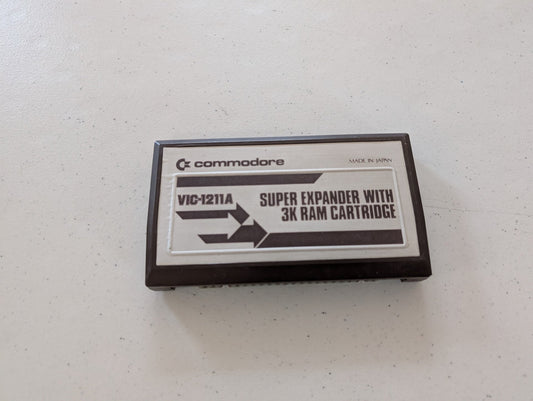 commodore
MADE IN JAPAN
VIC-1211A
SUPER EXPANDER WITH
3K RAM CARTRIDGE